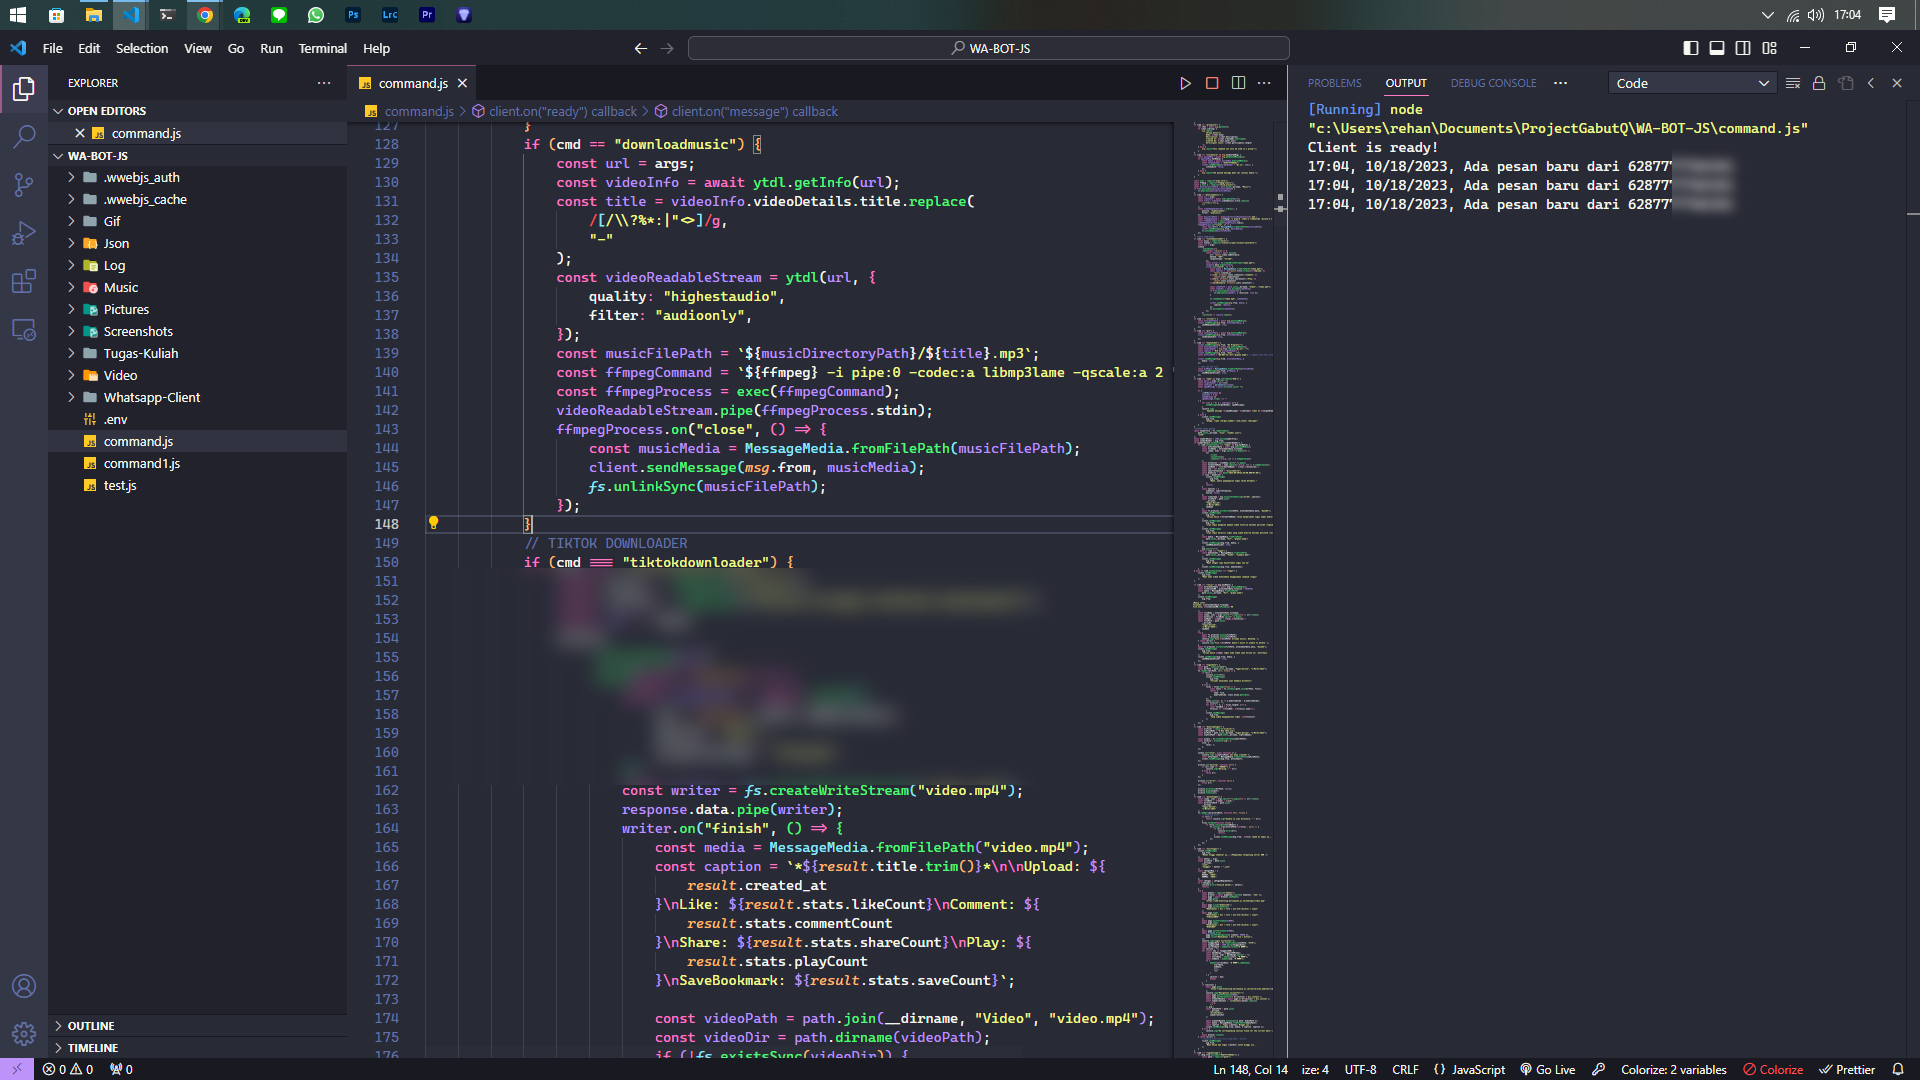 Ps
Lrc
Pr
17:04
File Edit Selection View Go Run Terminal Help
WA-BOT-JS
EXPLORER
OPEN EDITORS
command.js
WA-BOT-JS
.wwebjs_auth
.wwebjs_cache
Gif
Json
Log
Music
Pictures
Screenshots
Tugas-Kuliah
Video
Whatsapp-Client
.env
command.js
command1.js
test.js
OUTLINE
TIMELINE
command.js
command.js > client.on("ready") callback > client.on("message") callback
127 }
128 if (cmd == "downloadmusic") {
129 const url = args;
130 const videoInfo = await ytdl.getInfo(url);
131 const title = videoInfo.videoDetails.title.replace(
132 /[/\\?%*:|"<>]/g,
133 "-"
134 );
135 const videoReadableStream = ytdl(url, {
136 quality: "highestaudio",
137 filter: "audioonly",
138 });
139 const musicFilePath = `${musicDirectoryPath}/${title}.mp3`;
140 const ffmpegCommand = `${ffmpeg} -i pipe:0 -codec:a libmp3lame -qscale:a 2
141 const ffmpegProcess = exec(ffmpegCommand);
142 videoReadableStream.pipe(ffmpegProcess.stdin);
143 ffmpegProcess.on("close", () => {
144 const musicMedia = MessageMedia.fromFilePath(musicFilePath);
145 client.sendMessage(msg.from, musicMedia);
146 fs.unlinkSync(musicFilePath);
147 });
148 }
149 // TIKTOK DOWNLOADER
150 if (cmd === "tiktokdownloader") {
151
152
153
154
155
156
157
158
159
160
161
162 const writer = fs.createWriteStream("video.mp4");
163 response.data.pipe(writer);
164 writer.on("finish", () => {
165 const media = MessageMedia.fromFilePath("video.mp4");
166 const caption = `*${result.title.trim()}*\n\nUpload: ${
167 result.created_at
168 }\nLike: ${result.stats.likeCount}\nComment: ${
169 result.stats.commentCount
170 }\nShare: ${result.stats.shareCount}\nPlay: ${
171 result.stats.playCount
172 }\nSaveBookmark: ${result.stats.saveCount}`;
173
174 const videoPath = path.join(__dirname, "Video", "video.mp4");
175 const videoDir = path.dirname(videoPath);
176 if (!fs.existsSync(videoDir)) {
PROBLEMS OUTPUT DEBUG CONSOLE
Code
[Running] node
"c:\Users\rehan\Documents\ProjectGabutQ\WA-BOT-JS\command.js"
Client is ready!
17:04, 10/18/2023, Ada pesan baru dari 62877
17:04, 10/18/2023, Ada pesan baru dari 62877
17:04, 10/18/2023, Ada pesan baru dari 62877
0 0 0
Ln 148, Col 14 ize: 4 UTF-8 CRLF {} JavaScript Go Live Colorize: 2 variables Colorize Prettier